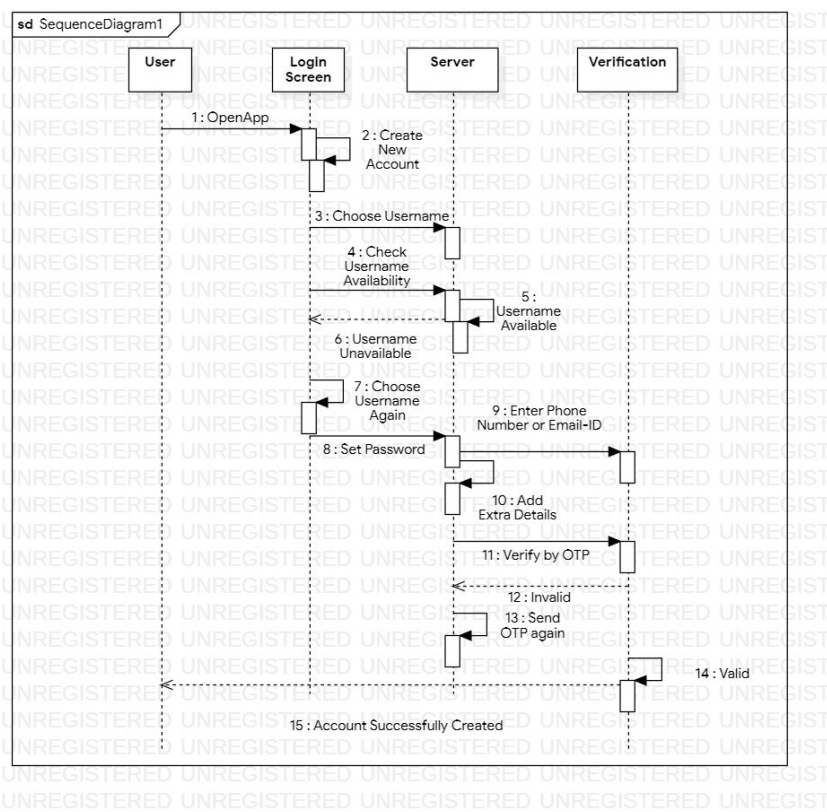 sd SequenceDiagram1
User
Login
Screen
Server
Verification
1 : OpenApp
2 : Create
New
Account
3 : Choose Username
4 : Check
Username
Availability
5 :
Username
Available
6 : Username
Unavailable
7 : Choose
Username
Again
8 : Set Password
9 : Enter Phone
Number or Email-ID
10 : Add
Extra Details
11 : Verify by OTP
12 : Invalid
13 : Send
OTP again
14 : Valid
15 : Account Successfully Created
UNREGISTERED